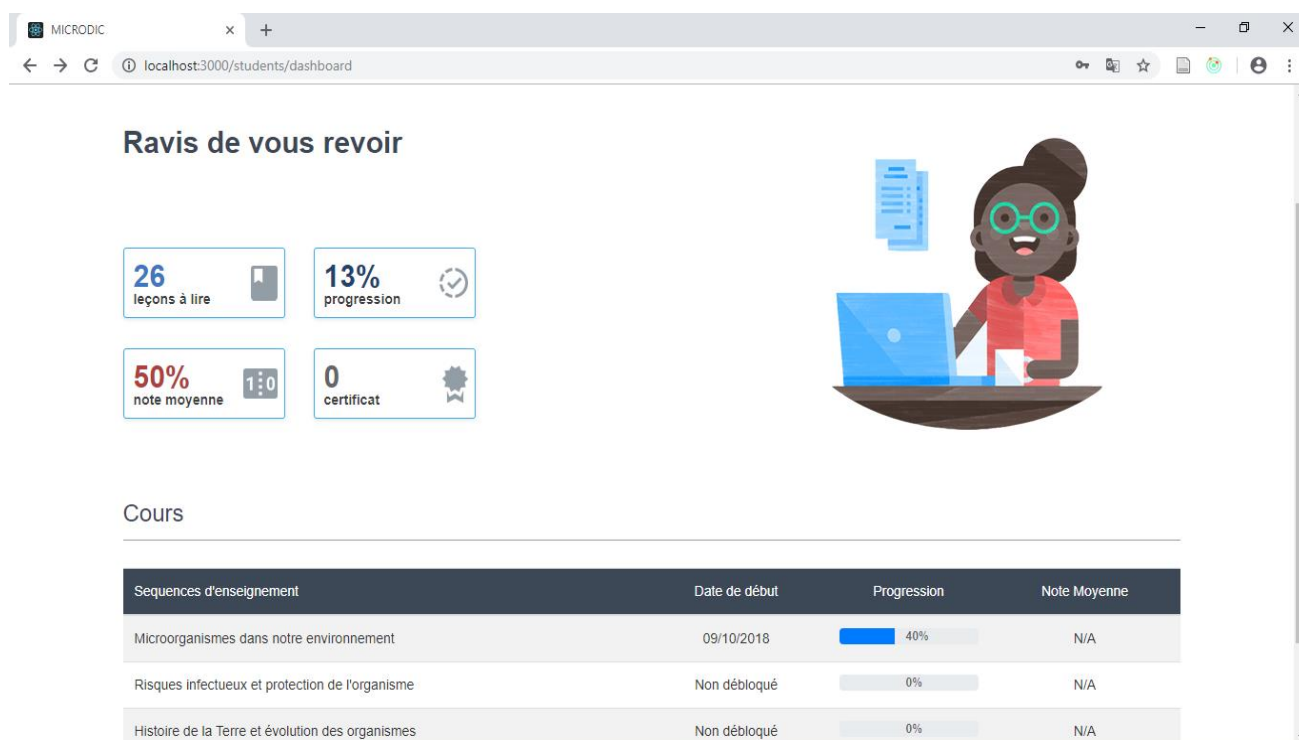 MICRODIC
localhost:3000/students/dashboard
Ravis de vous revoir
26
leçons à lire
13%
progression
50%
note moyenne
1 0
0
certificat
Cours
Sequences d'enseignement Date de début Progression Note Moyenne
Microorganismes dans notre environnement 09/10/2018 40% N/A
Risques infectueux et protection de l'organisme Non débloqué 0% N/A
Histoire de la Terre et évolution des organismes Non débloqué 0% N/A